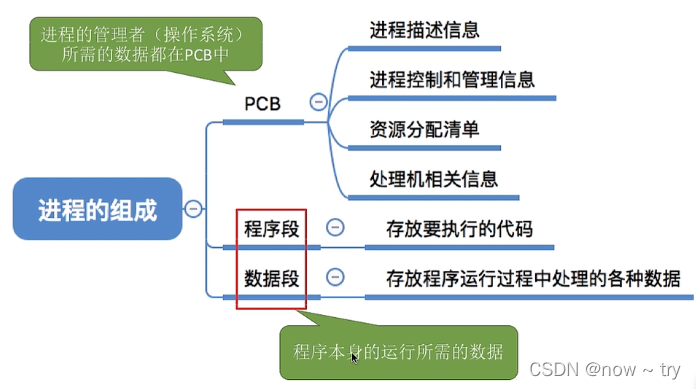 进程的管理者（操作系统）
所需的数据都在PCB中
进程描述信息
进程控制和管理信息
PCB
资源分配清单
处理机相关信息
进程的组成
程序段
存放要执行的代码
数据段
存放程序运行过程中处理的各种数据
程序本身的运行所需的数据
CSDN @now ~ try